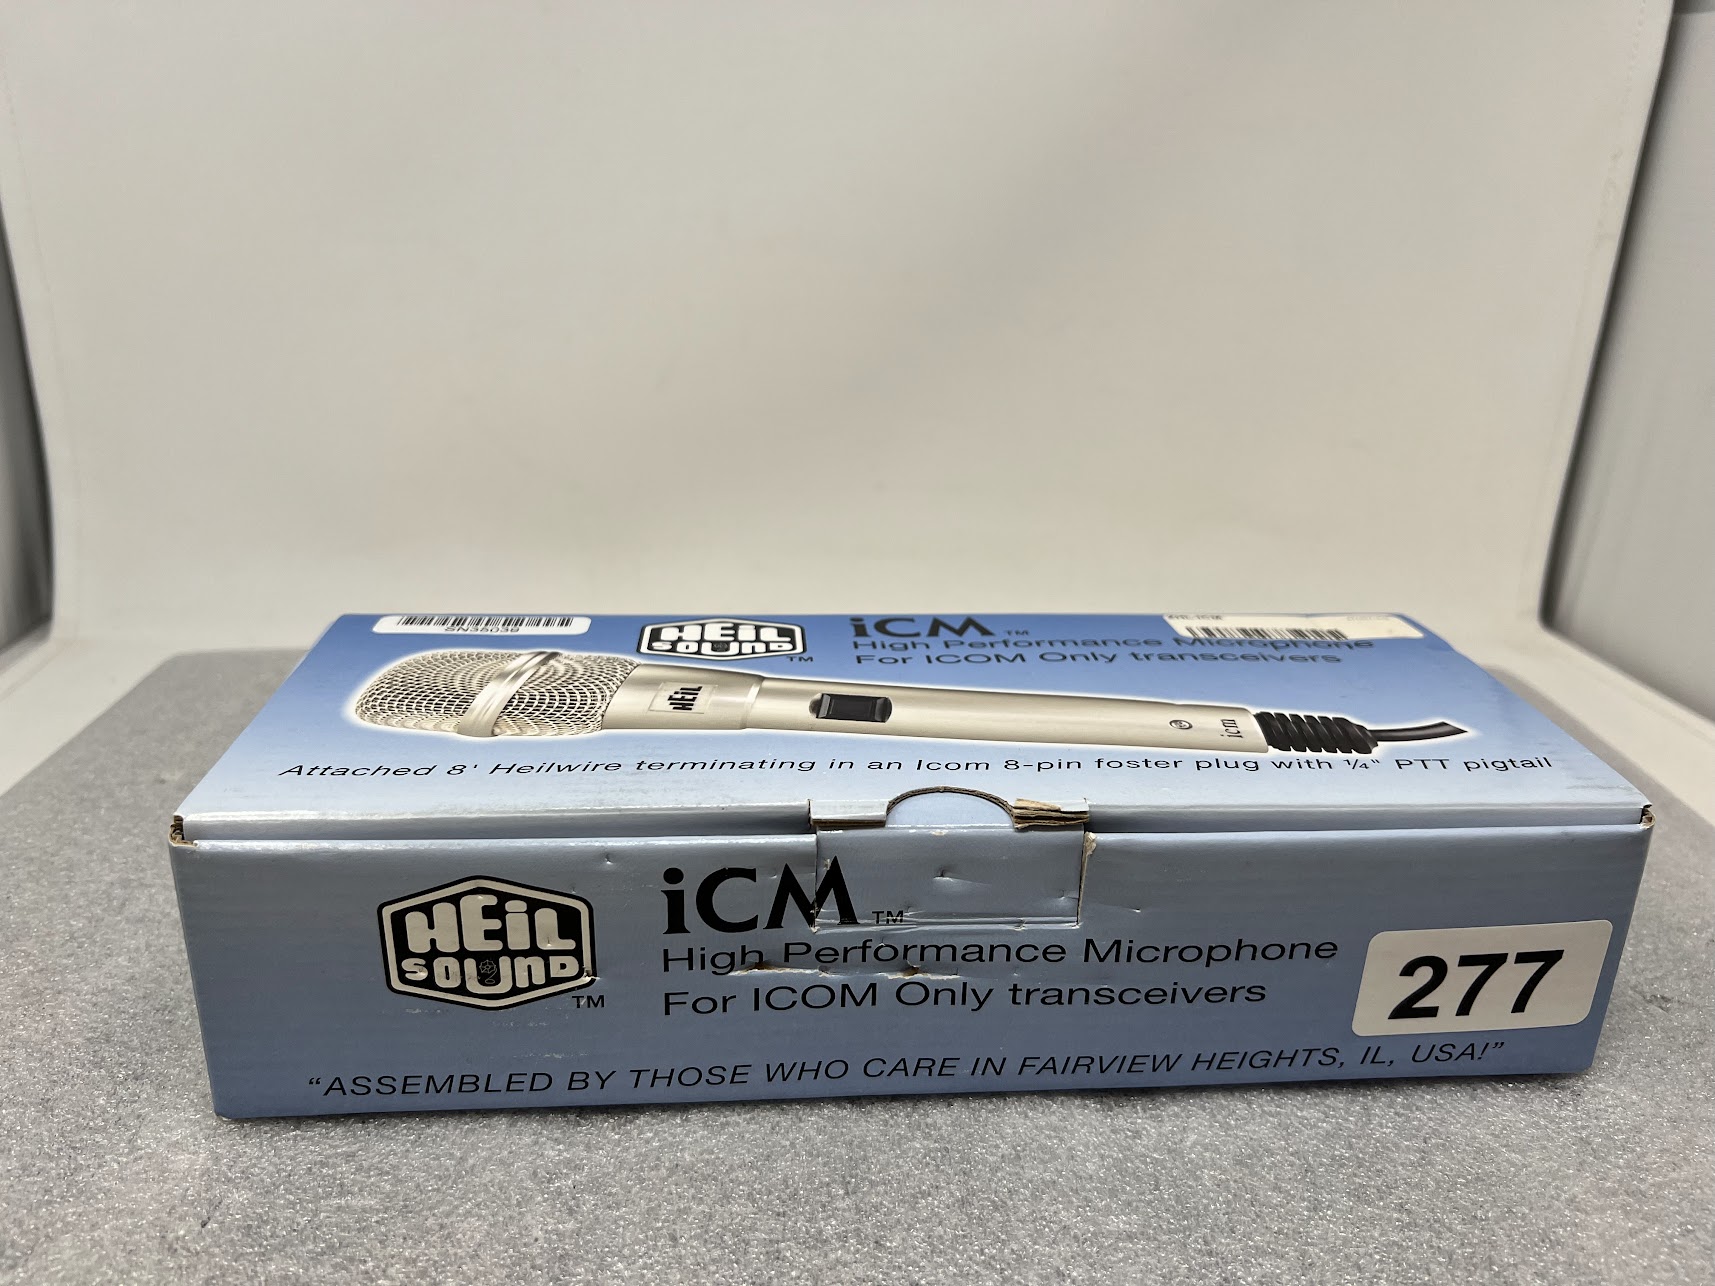 SN35039
HEiL
SOUND
TM
iCM TM
High Performance Microphone
For ICOM Only transceivers
HEiL
icm
Attached 8' Heilwire terminating in an Icom 8-pin foster plug with ¼" PTT pigtail
HEiL
SOUND
TM
iCM TM
High Performance Microphone
For ICOM Only transceivers
277
“ASSEMBLED BY THOSE WHO CARE IN FAIRVIEW HEIGHTS, IL, USA!”